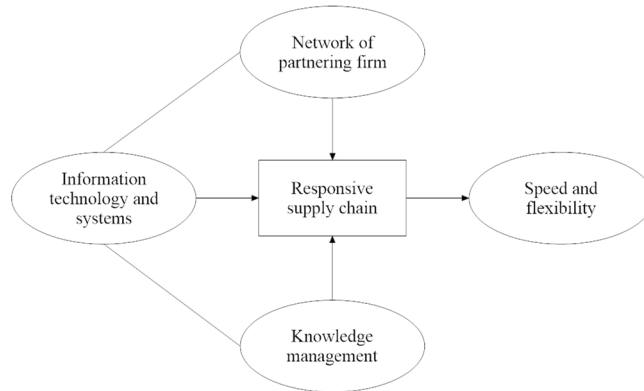 Network of
partnering firm
Information
technology and
systems
Responsive
supply chain
Speed and
flexibility
Knowledge
management